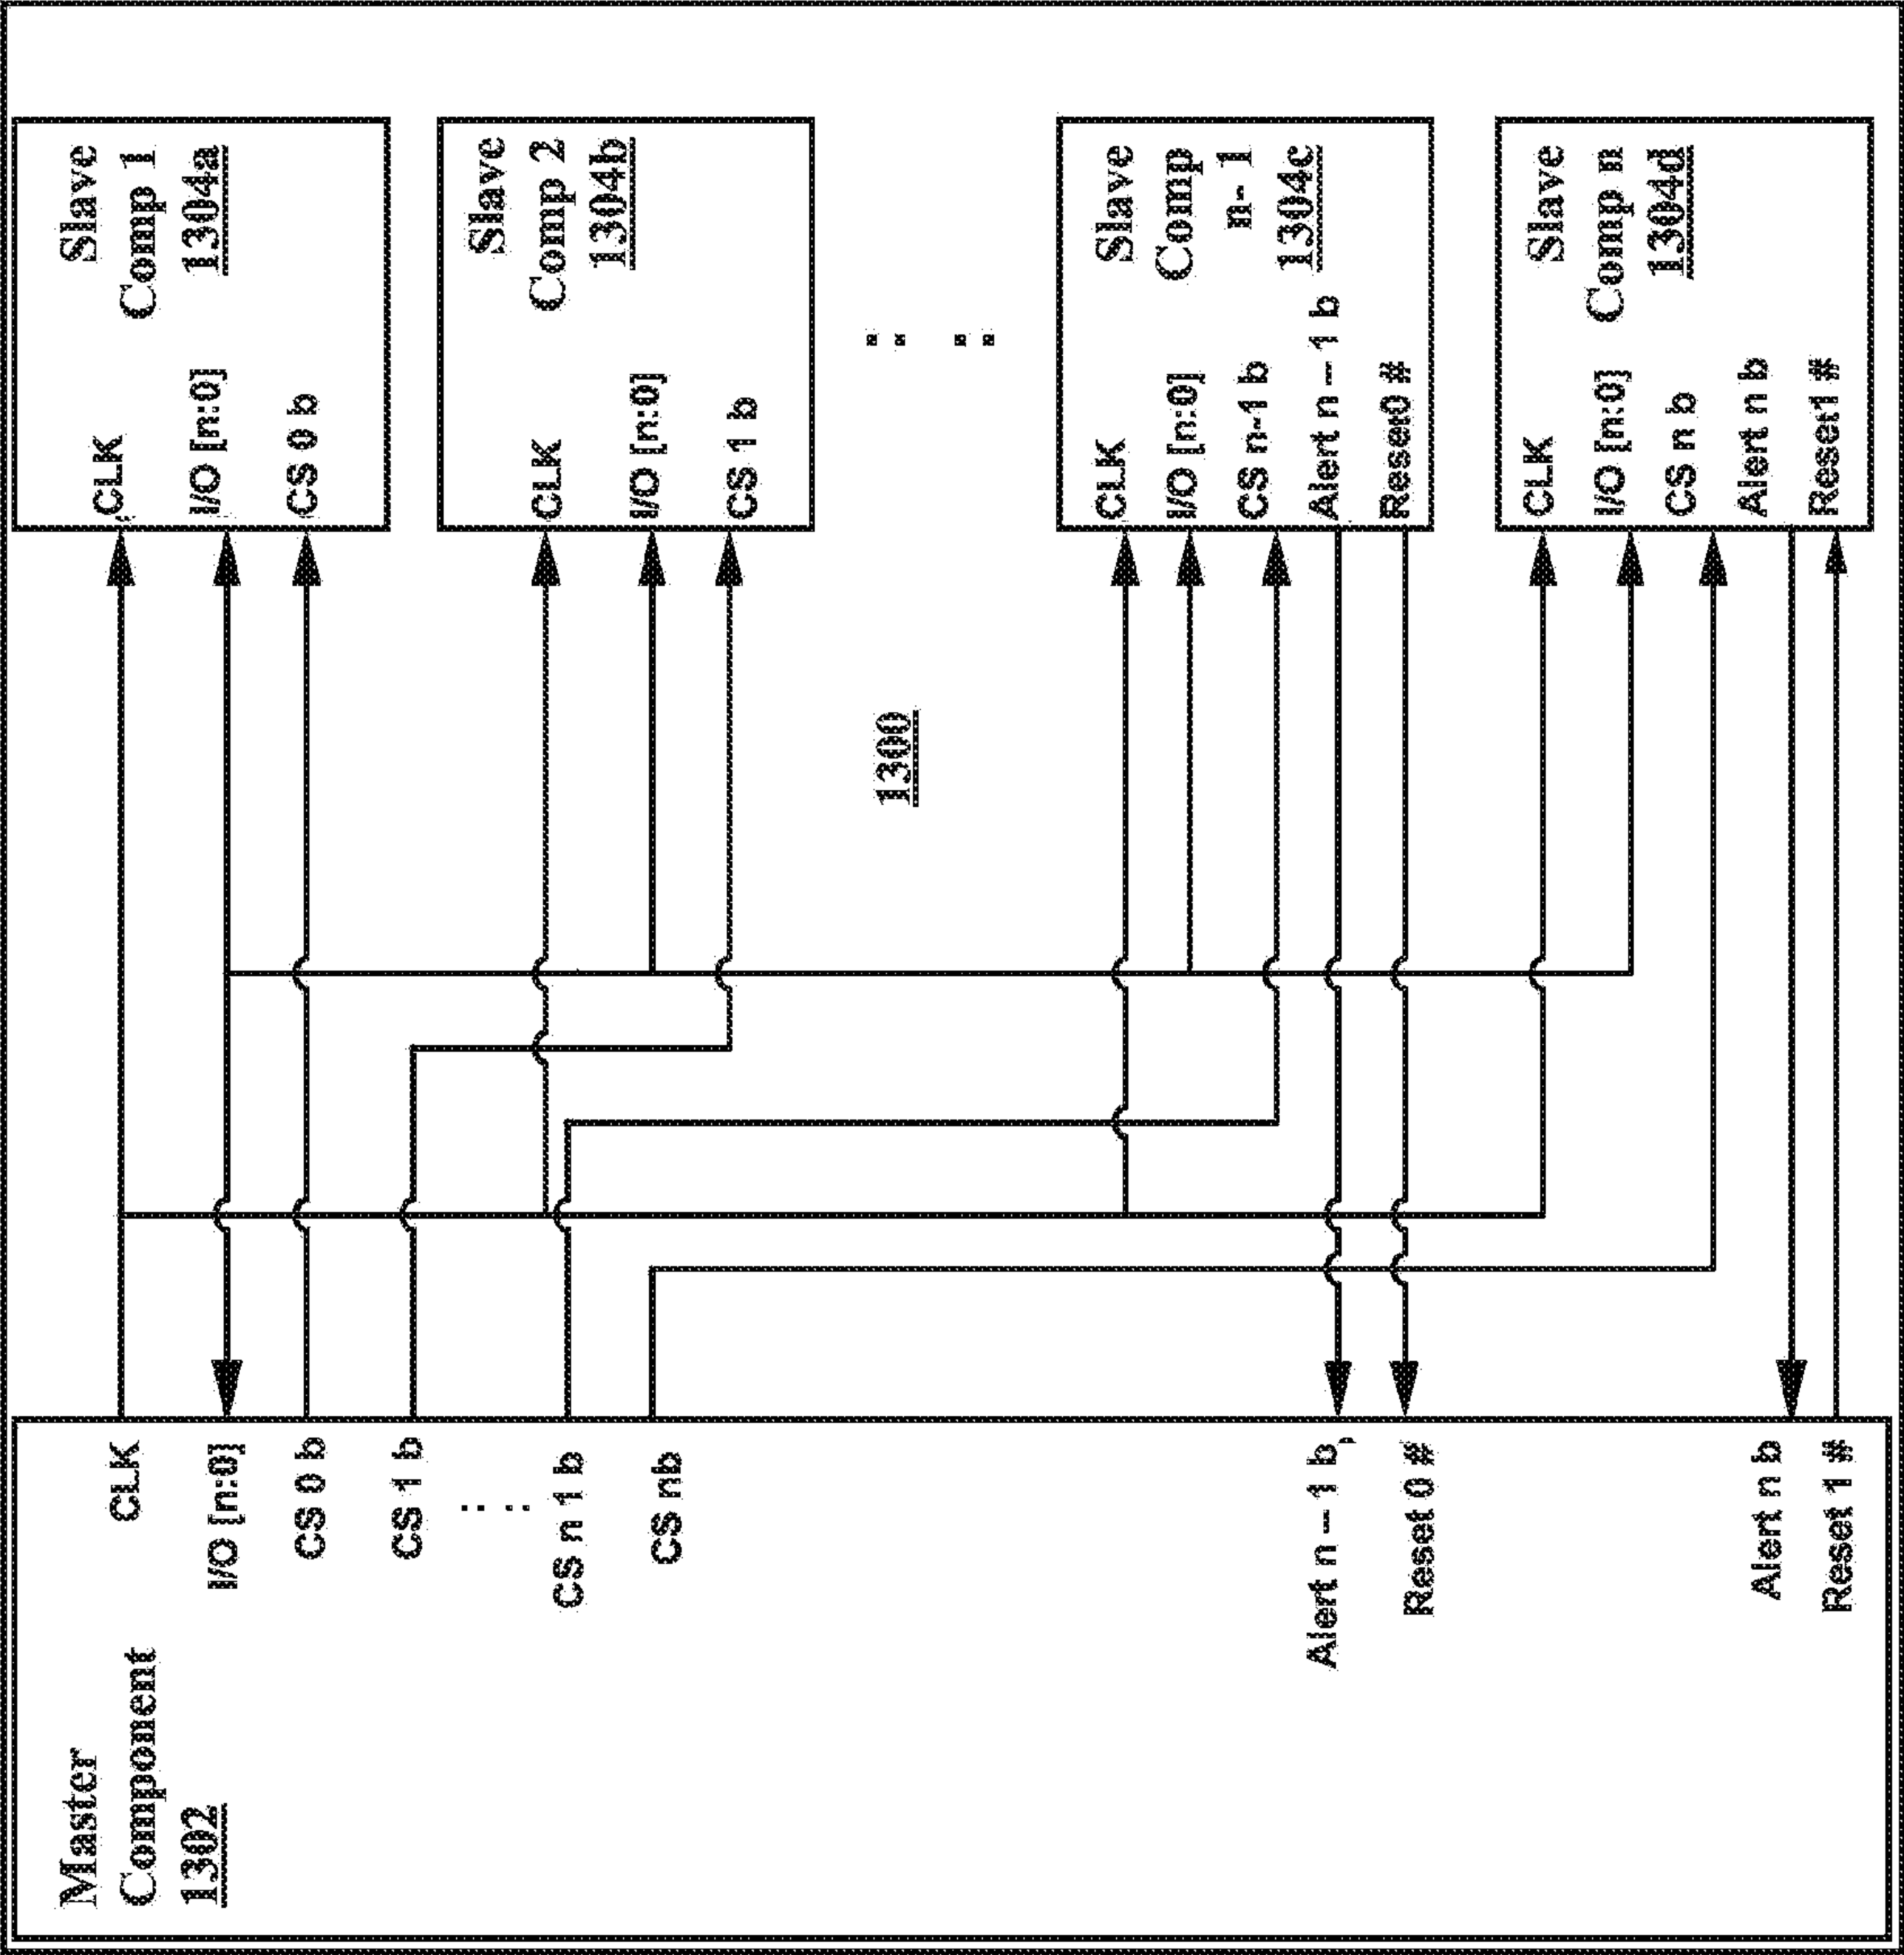 Master
Component
1302
CLK
I/O [n:0]
CS 0 b
CS 1 b
CS n 1 b
CS nb
Alert n – 1 b
Reset 0 #
Alert n b
Reset 1 #
1300
Slave
Comp 1
1304a
CLK
I/O [n:0]
CS 0 b
Slave
Comp 2
1304b
CLK
I/O [n:0]
CS 1 b
Slave
Comp
n- 1
1304c
CLK
I/O [n:0]
CS n-1 b
Alert n – 1 b
Reset0 #
Slave
Comp n
1304d
CLK
I/O [n:0]
CS n b
Alert n b
Reset1 #